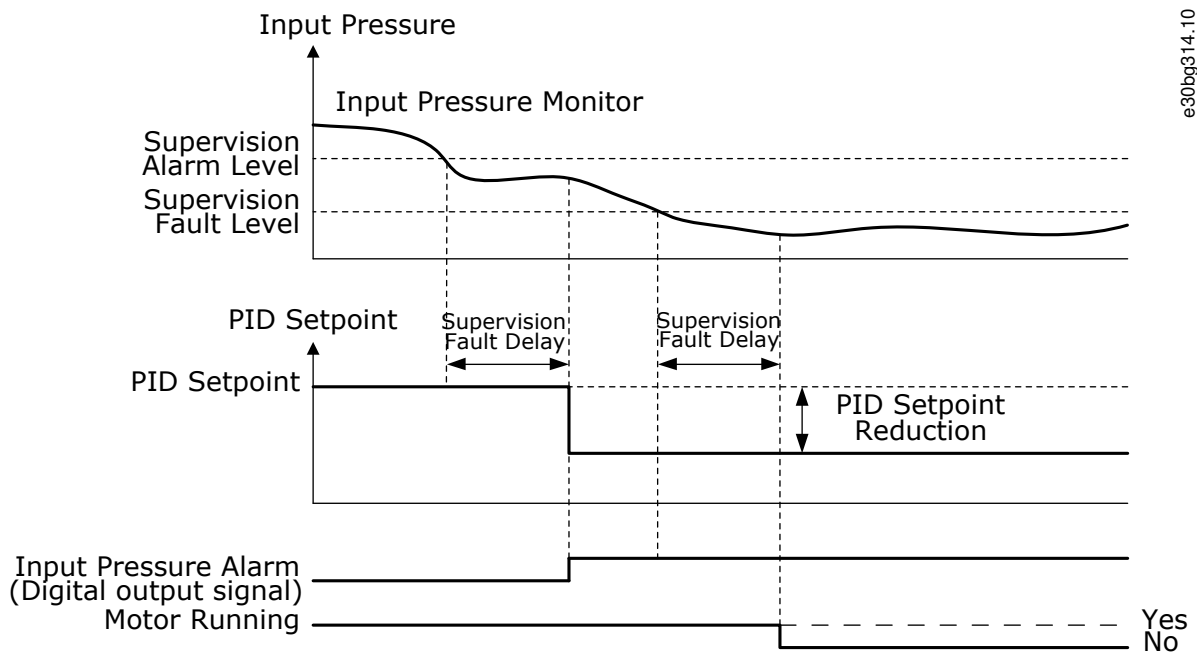 e30bg314.10
Input Pressure
Input Pressure Monitor
Supervision
Alarm Level
Supervision
Fault Level
PID Setpoint
Supervision
Fault Delay
Supervision
Fault Delay
PID Setpoint
PID Setpoint
Reduction
Input Pressure Alarm
(Digital output signal)
Motor Running
Yes
No